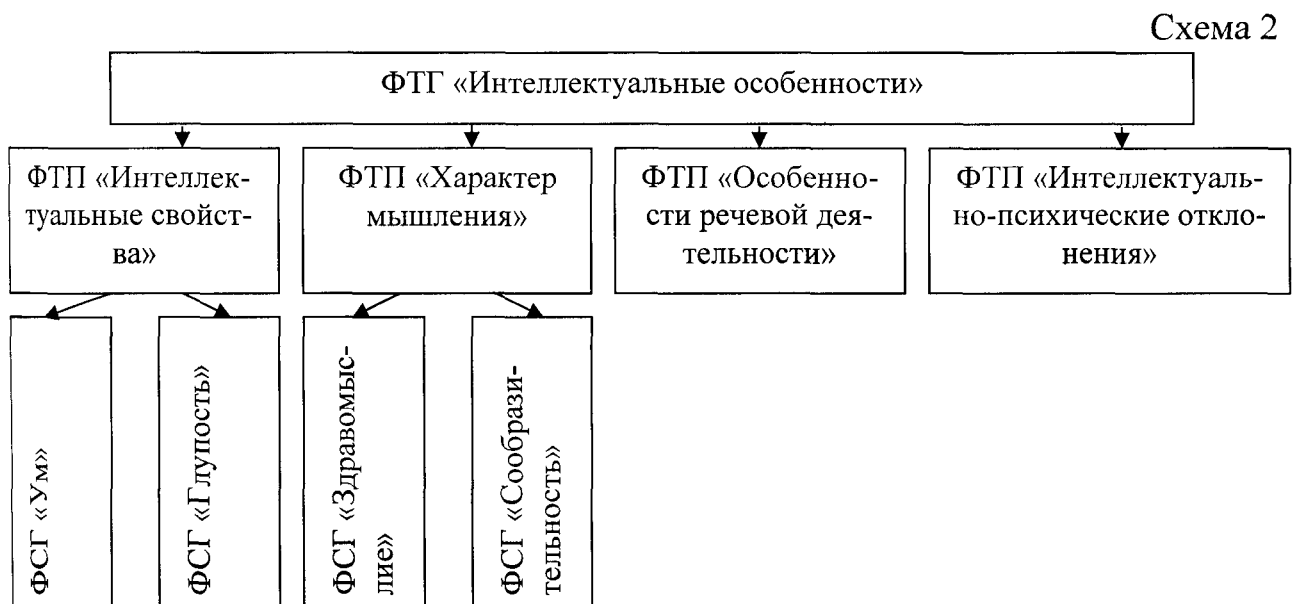 Схема 2
ФТГ «Интеллектуальные особенности»
ФТП «Интеллек-
туальные свойст-
ва»
ФТП «Характер
мышления»
ФТП «Особенно-
сти речевой дея-
тельности»
ФТП «Интеллектуаль-
но-психические откло-
нения»
ФСГ «Ум»
ФСГ «Глупость»
ФСГ «Здравомыс-
лие»
ФСГ «Сообрази-
тельность»